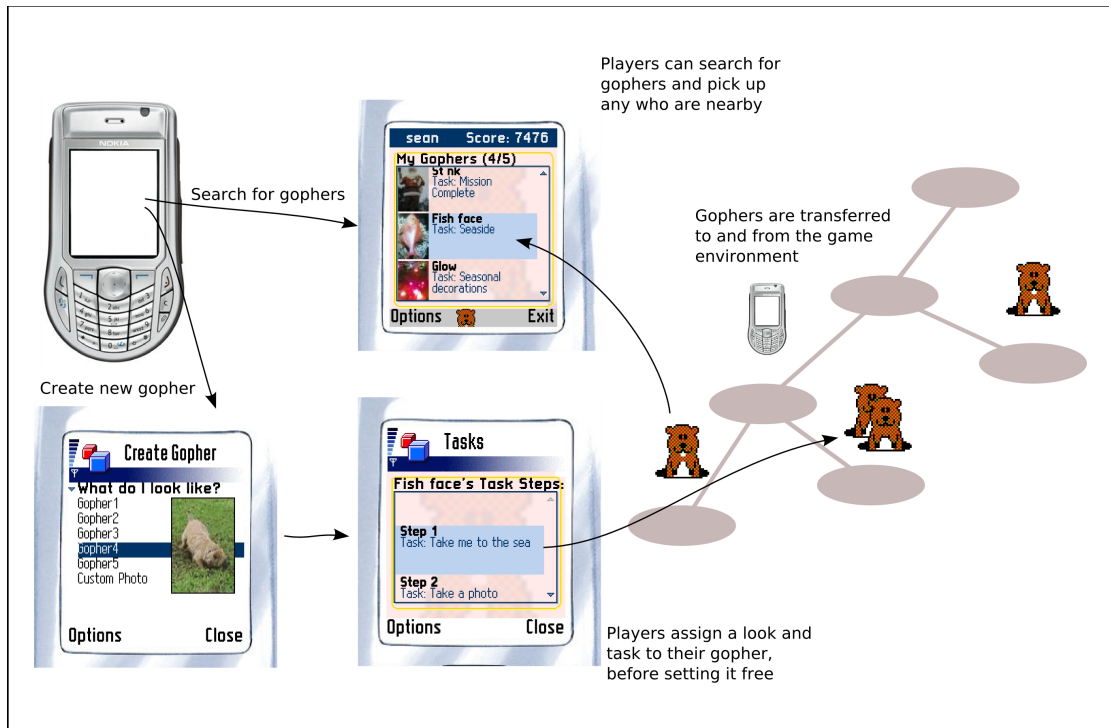 Players can search for
gophers and pick up
any who are nearby
NOKIA
Search for gophers
sean Score: 7476
My Gophers (4/5)
Task: Mission
Complete
Fish face
Task: Seaside
Glow
Task: Seasonal
decorations
Options Exit
Gophers are transferred
to and from the game
environment
Create new gopher
Create Gopher
What do I look like?
Gopher1
Gopher2
Gopher3
Gopher4
Gopher5
Custom Photo
Options Close
Tasks
Fish face's Task Steps:
Step 1
Task: Take me to the sea
Step 2
Task: Take a photo
Options Close
Players assign a look and
task to their gopher,
before setting it free